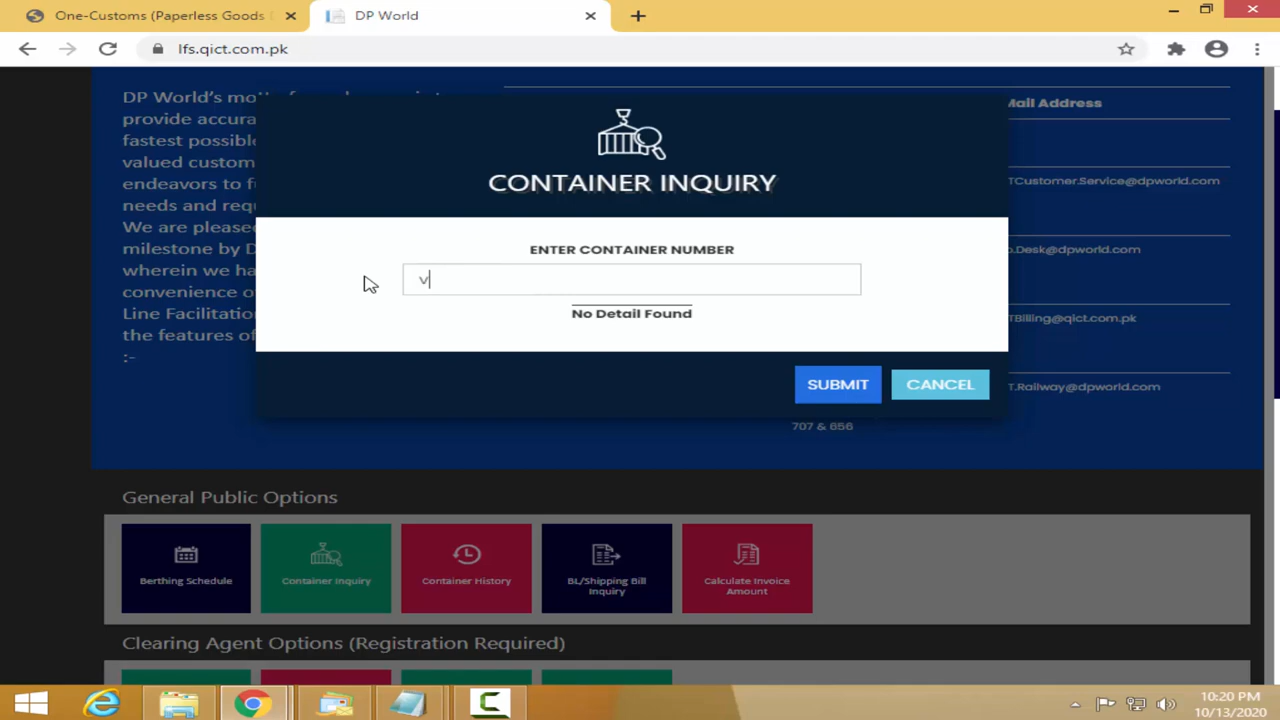 One-Customs (Paperless Goods
DP World
lfs.qict.com.pk
DP World's
provide accura
fastest possible
valued custom
endeavors to f
needs and req
We are please
milestone by D
wherein we ha
convenience o
Line Facilitatio
the features of
:-
Mail Address
TCustomer.Service@dpworld.com
.Desk@dpworld.com
TBilling@qict.com.pk
T.Railway@dpworld.com
707 & 656
CONTAINER INQUIRY
ENTER CONTAINER NUMBER
v
No Detail Found
SUBMIT
CANCEL
General Public Options
Berthing Schedule
Container Inquiry
Container History
BL/Shipping Bill
Inquiry
Calculate Invoice
Amount
Clearing Agent Options (Registration Required)
10:20 PM
10/13/2020